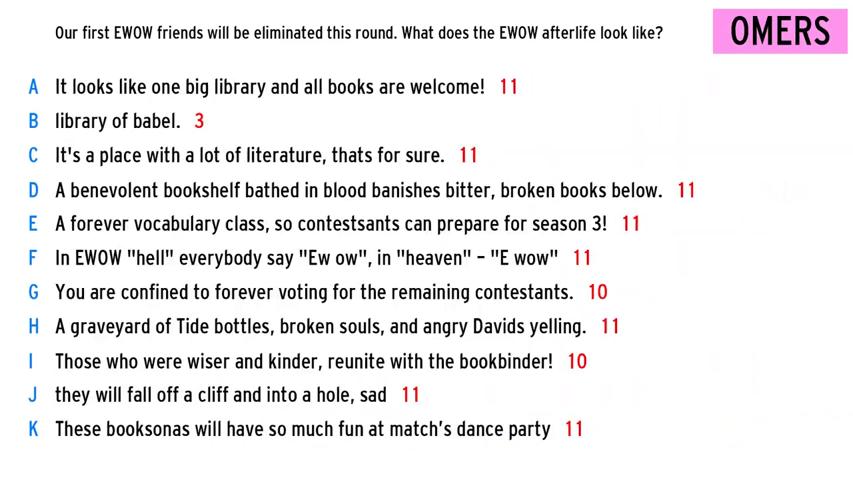 Our first EWOW friends will be eliminated this round. What does the EWOW afterlife look like?
OMERS
A It looks like one big library and all books are welcome! 11
B library of babel. 3
C It's a place with a lot of literature, thats for sure. 11
D A benevolent bookshelf bathed in blood banishes bitter, broken books below. 11
E A forever vocabulary class, so contestsants can prepare for season 3! 11
F In EWOW "hell" everybody say "Ew ow", in "heaven" – "E wow" 11
G You are confined to forever voting for the remaining contestants. 10
H A graveyard of Tide bottles, broken souls, and angry Davids yelling. 11
I Those who were wiser and kinder, reunite with the bookbinder! 10
J they will fall off a cliff and into a hole, sad 11
K These booksonas will have so much fun at match’s dance party 11